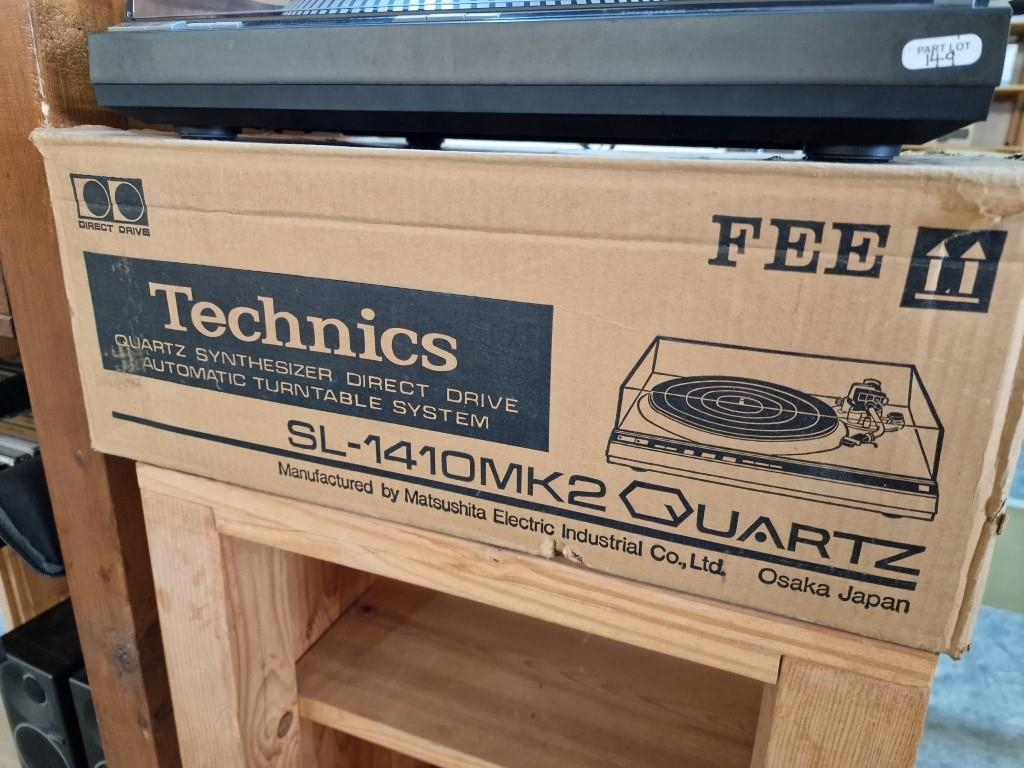 PART LOT
149
DIRECT DRIVE
FEE
Technics
QUARTZ SYNTHESIZER DIRECT DRIVE
AUTOMATIC TURNTABLE SYSTEM
SL-1410MK2 QUARTZ
Manufactured by Matsushita Electric Industrial Co., Ltd. Osaka Japan